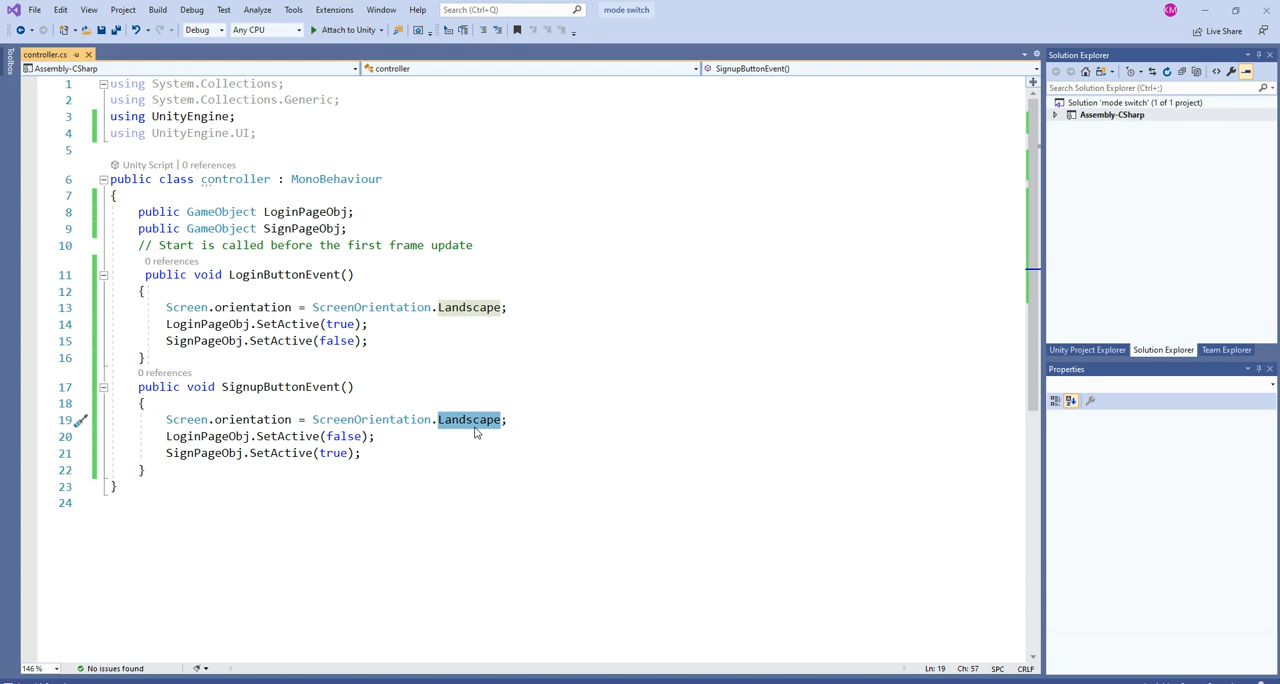 File Edit View Project Build Debug Test Analyze Tools Extensions Window Help Search (Ctrl+Q) mode switch KM
Debug Any CPU Attach to Unity Live Share
Toolbox
controller.cs
Assembly-CSharp controller SignupButtonEvent()
1 using System.Collections;
2 using System.Collections.Generic;
3 using UnityEngine;
4 using UnityEngine.UI;
5
Unity Script | 0 references
6 public class controller : MonoBehaviour
7 {
8 public GameObject LoginPageObj;
9 public GameObject SignPageObj;
10 // Start is called before the first frame update
0 references
11 public void LoginButtonEvent()
12 {
13 Screen.orientation = ScreenOrientation.Landscape;
14 LoginPageObj.SetActive(true);
15 SignPageObj.SetActive(false);
16 }
0 references
17 public void SignupButtonEvent()
18 {
19 Screen.orientation = ScreenOrientation.Landscape;
20 LoginPageObj.SetActive(false);
21 SignPageObj.SetActive(true);
22 }
23 }
24
146 % No issues found Ln: 19 Ch: 57 SPC CRLF
Solution Explorer
Search Solution Explorer (Ctrl+;)
Solution 'mode switch' (1 of 1 project)
Assembly-CSharp
Unity Project Explorer Solution Explorer Team Explorer
Properties